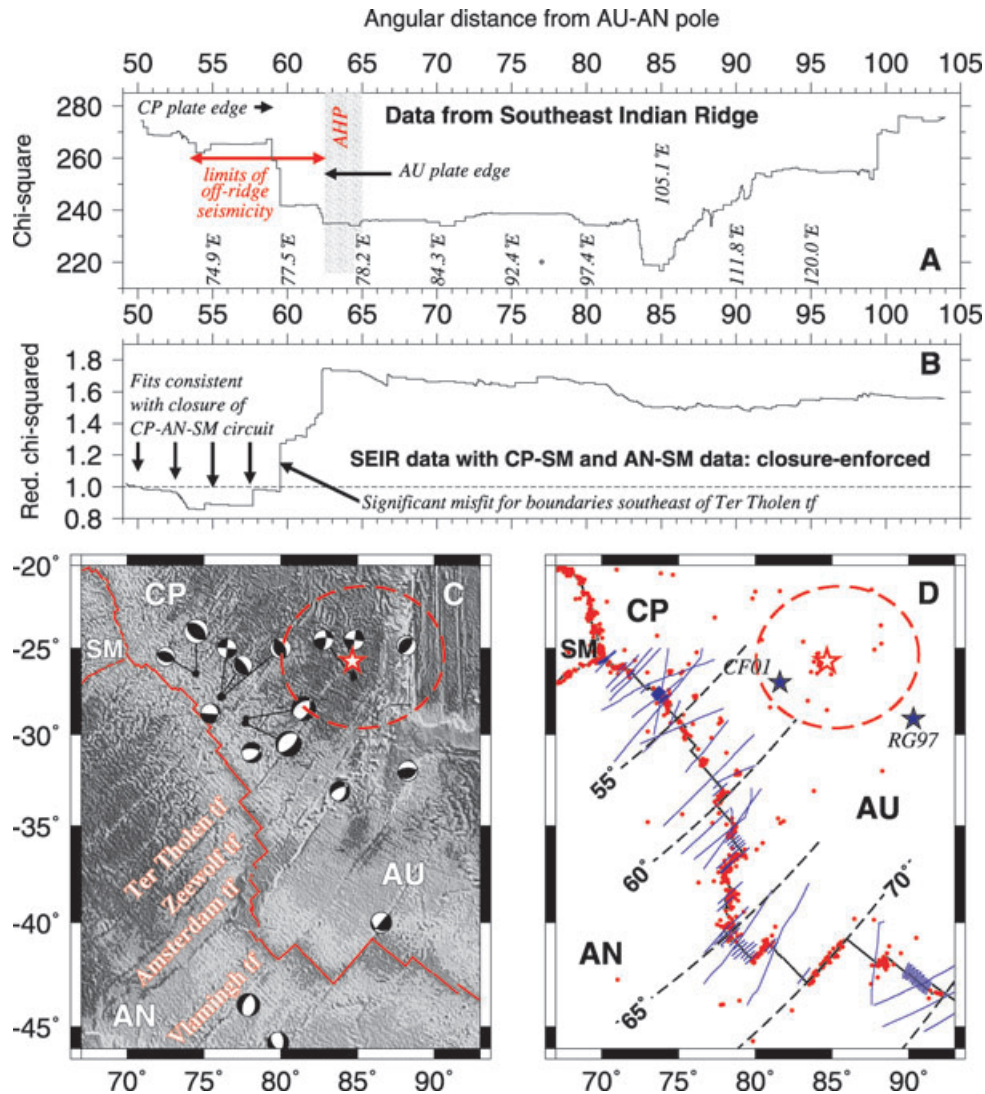 Angular distance from AU-AN pole
50 55 60 65 70 75 80 85 90 95 100 104
280
260
240
220
Chi-square
CP plate edge
AHP
Data from Southeast Indian Ridge
limits of
off-ridge
seismicity
AU plate edge
74.9°E
77.5°E
78.2°E
84.3°E
92.4°E
97.4°E
105.1°E
111.8°E
120.0°E
A
50 55 60 65 70 75 80 85 90 95 100 105
1.8
1.6
1.4
1.2
1.0
0.8
Red. chi-squared
Fits consistent
with closure of
CP-AN-SM circuit
B
SEIR data with CP-SM and AN-SM data: closure-enforced
Significant misfit for boundaries southeast of Ter Tholen tf
-20°
-25°
-30°
-35°
-40°
-45°
CP
C
SM
AU
AN
Ter Tholen tf
Zeewolf tf
Amsterdam tf
Vlamingh tf
70° 75° 80° 85° 90°
CP
D
SM
CF01
RG97
55°
AU
60°
70°
AN
65°
70° 75° 80° 85° 90°